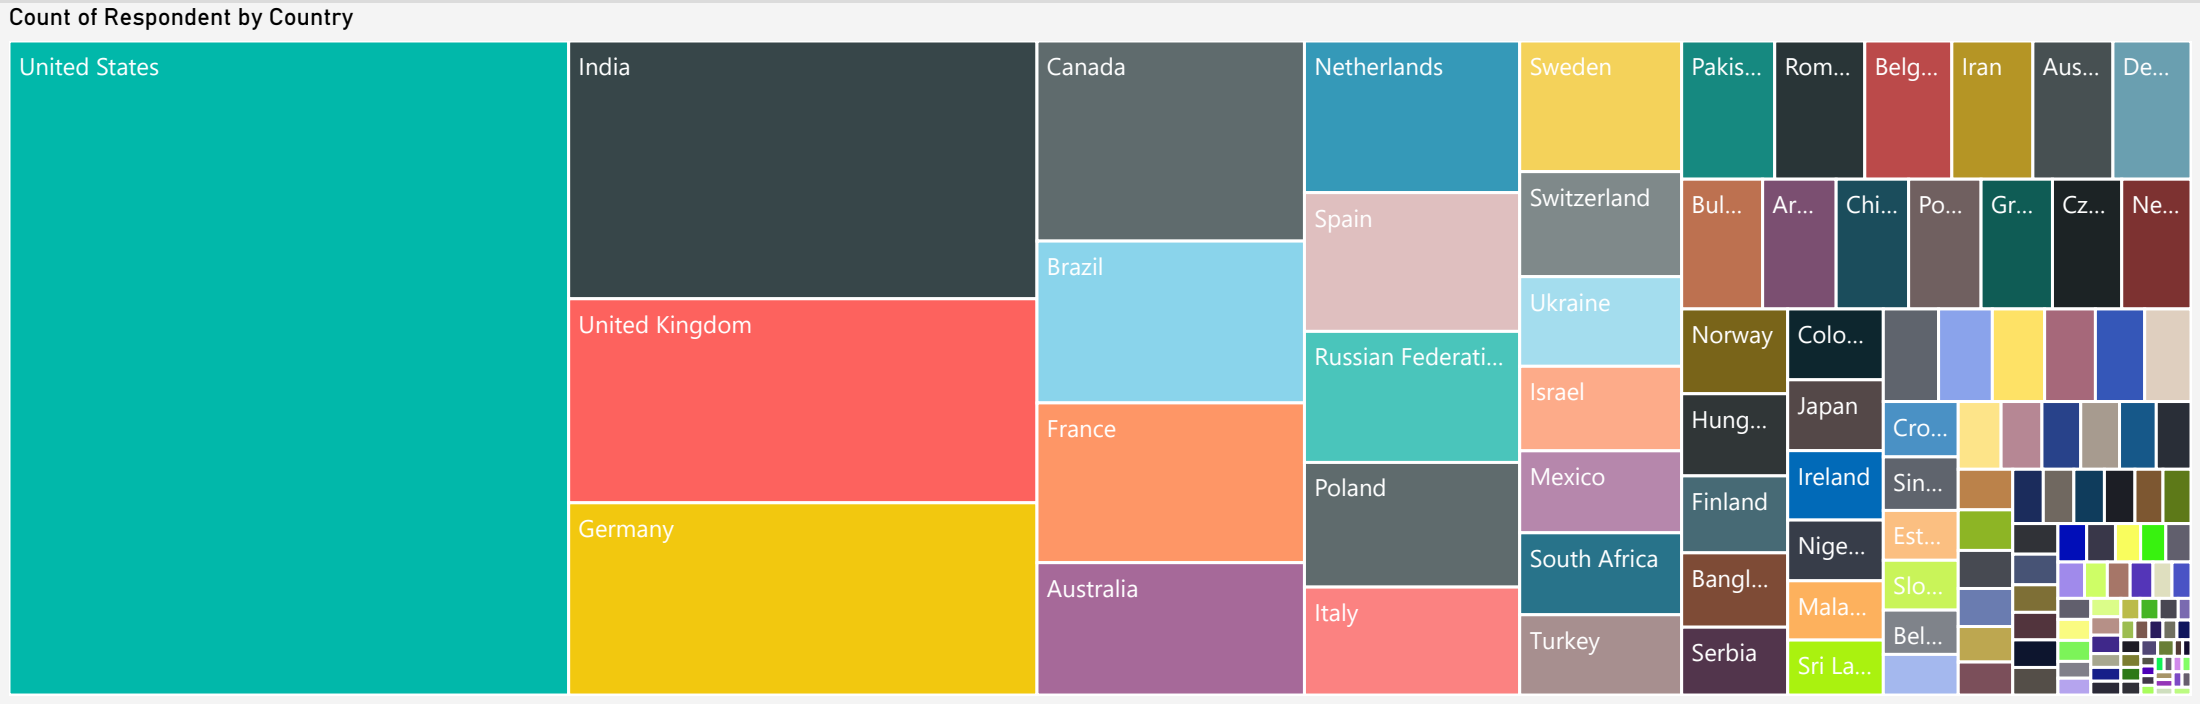 Count of Respondent by Country
United States
India
United Kingdom
Germany
Canada
Brazil
France
Australia
Netherlands
Spain
Russian Federati...
Poland
Italy
Sweden
Switzerland
Ukraine
Israel
Mexico
South Africa
Turkey
Pakis...
Rom...
Belg...
Iran
Aus...
De...
Bul...
Ar...
Chi...
Po...
Gr...
Cz...
Ne...
Norway
Hung...
Finland
Bangl...
Serbia
Colo...
Japan
Ireland
Nige...
Mala...
Sri La...
Cro...
Sin...
Est...
Slo...
Bel...